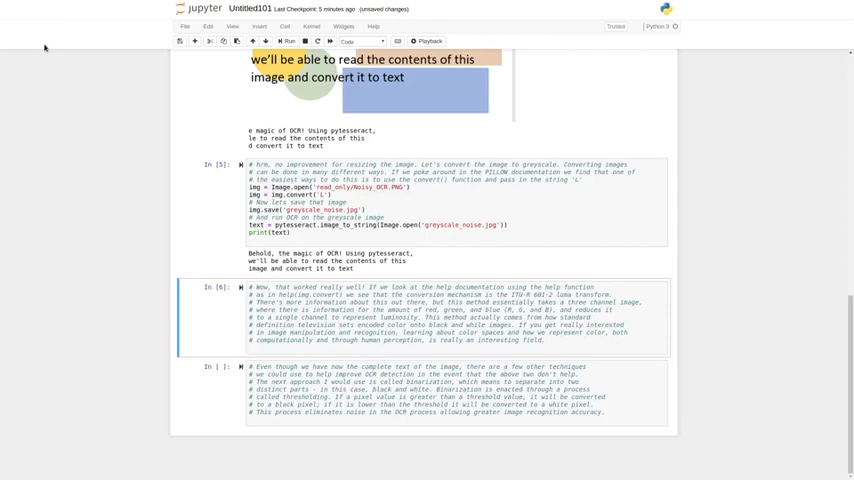 jupyter Untitled101 Last Checkpoint: 5 minutes ago (unsaved changes)
File Edit View Insert Cell Kernel Widgets Help Trusted Python 3
Run Code Playback
we'll be able to read the contents of this
image and convert it to text
e magic of OCR! Using pytesseract,
le to read the contents of this
d convert it to text
In [5]: # hrm, no improvement for resizing the image. Let's convert the image to greyscale. Converting images
# can be done in many different ways. If we poke around in the PILLOW documentation we find that one of
# the easiest ways to do this is to use the convert() function and pass in the string 'L'
img = Image.open('read_only/Noisy_OCR.PNG')
img = img.convert('L')
# Now lets save that image
img.save('greyscale_noise.jpg')
# And run OCR on the greyscale image
text = pytesseract.image_to_string(Image.open('greyscale_noise.jpg'))
print(text)
Behold, the magic of OCR! Using pytesseract,
we'll be able to read the contents of this
image and convert it to text
In [6]: # Wow, that worked really well! If we look at the help documentation using the help function
# as in help(img.convert) we see that the conversion mechanism is the ITU-R 601-2 luma transform.
# There's more information about this out there, but this method essentially takes a three channel image,
# where there is information for the amount of red, green, and blue (R, G, and B), and reduces it
# to a single channel to represent luminosity. This method actually comes from how standard
# definition television sets encoded color onto black and while images. If you get really interested
# in image manipulation and recognition, learning about color spaces and how we represent color, both
# computationally and through human perception, is really an interesting field.
In [ ]: # Even though we have now the complete text of the image, there are a few other techniques
# we could use to help improve OCR detection in the event that the above two don't help.
# The next approach I would use is called binarization, which means to separate into two
# distinct parts - in this case, black and white. Binarization is enacted through a process
# called thresholding. If a pixel value is greater than a threshold value, it will be converted
# to a black pixel; if it is lower than the threshold it will be converted to a white pixel.
# This process eliminates noise in the OCR process allowing greater image recognition accuracy.